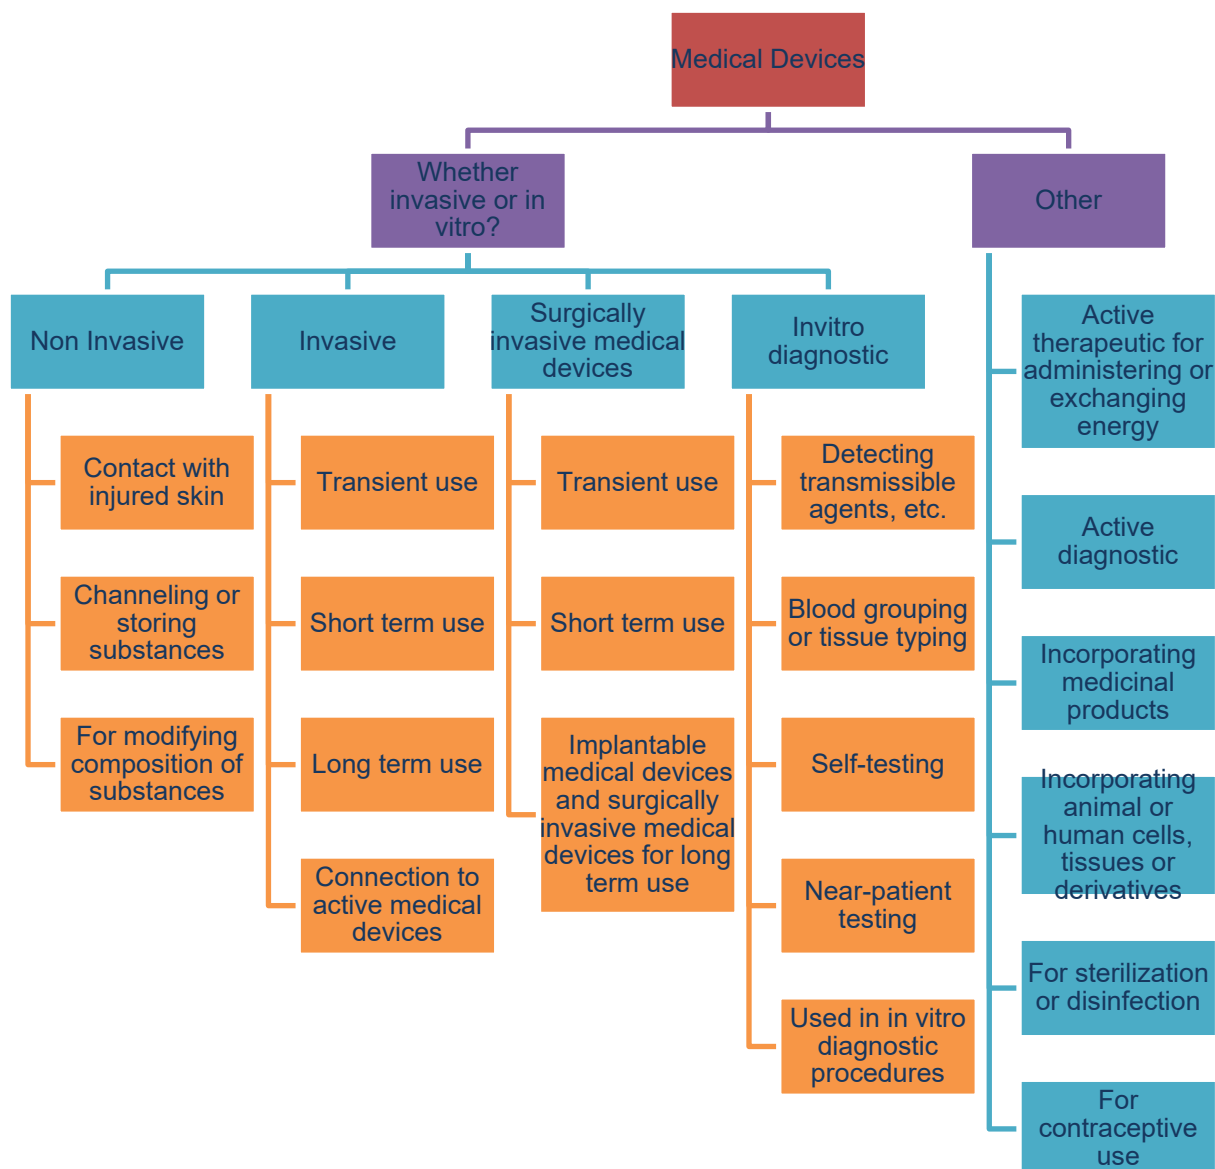 Medical Devices
Whether
invasive or in
vitro?
Other
Non Invasive
Invasive
Surgically
invasive medical
devices
Invitro
diagnostic
Contact with
injured skin
Channeling or
storing
substances
For modifying
composition of
substances
Transient use
Short term use
Long term use
Connection to
active medical
devices
Transient use
Short term use
Implantable
medical devices
and surgically
invasive medical
devices for long
term use
Detecting
transmissible
agents, etc.
Blood grouping
or tissue typing
Self-testing
Near-patient
testing
Used in in vitro
diagnostic
procedures
Active
therapeutic for
administering or
exchanging
energy
Active
diagnostic
Incorporating
medicinal
products
Incorporating
animal or
human cells,
tissues or
derivatives
For sterilization
or disinfection
For
contraceptive
use